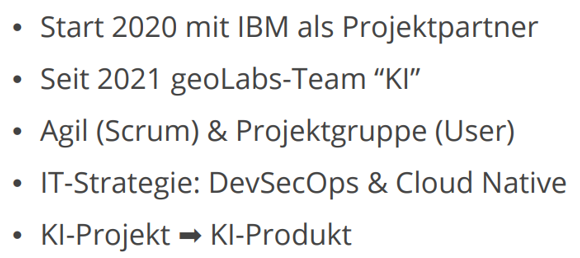 • Start 2020 mit IBM als Projektpartner
• Seit 2021 geoLabs-Team “KI”
• Agil (Scrum) & Projektgruppe (User)
• IT-Strategie: DevSecOps & Cloud Native
• KI-Projekt ➡ KI-Produkt